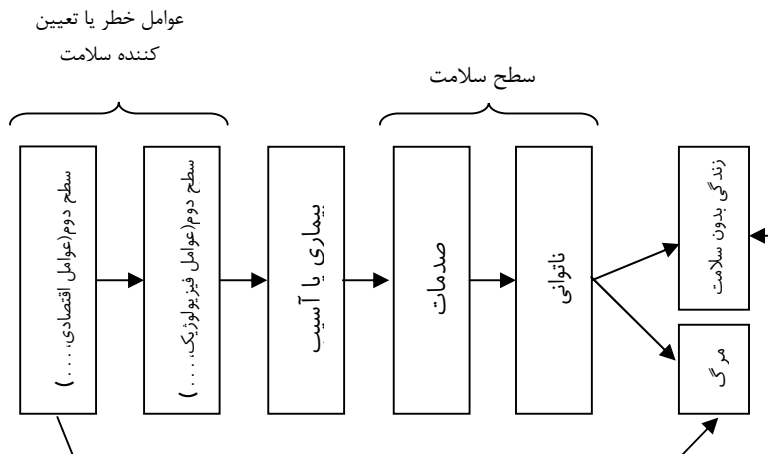 عوامل خطر یا تعیین
کننده سلامت
سطح سلامت
سطح دوم(عوامل اقتصادی،....)
سطح دوم(عوامل فیزیولوژیک،....)
بیماری یا آسیب
صدمات
ناتوانی
زندگی بدون سلامت
مرگ